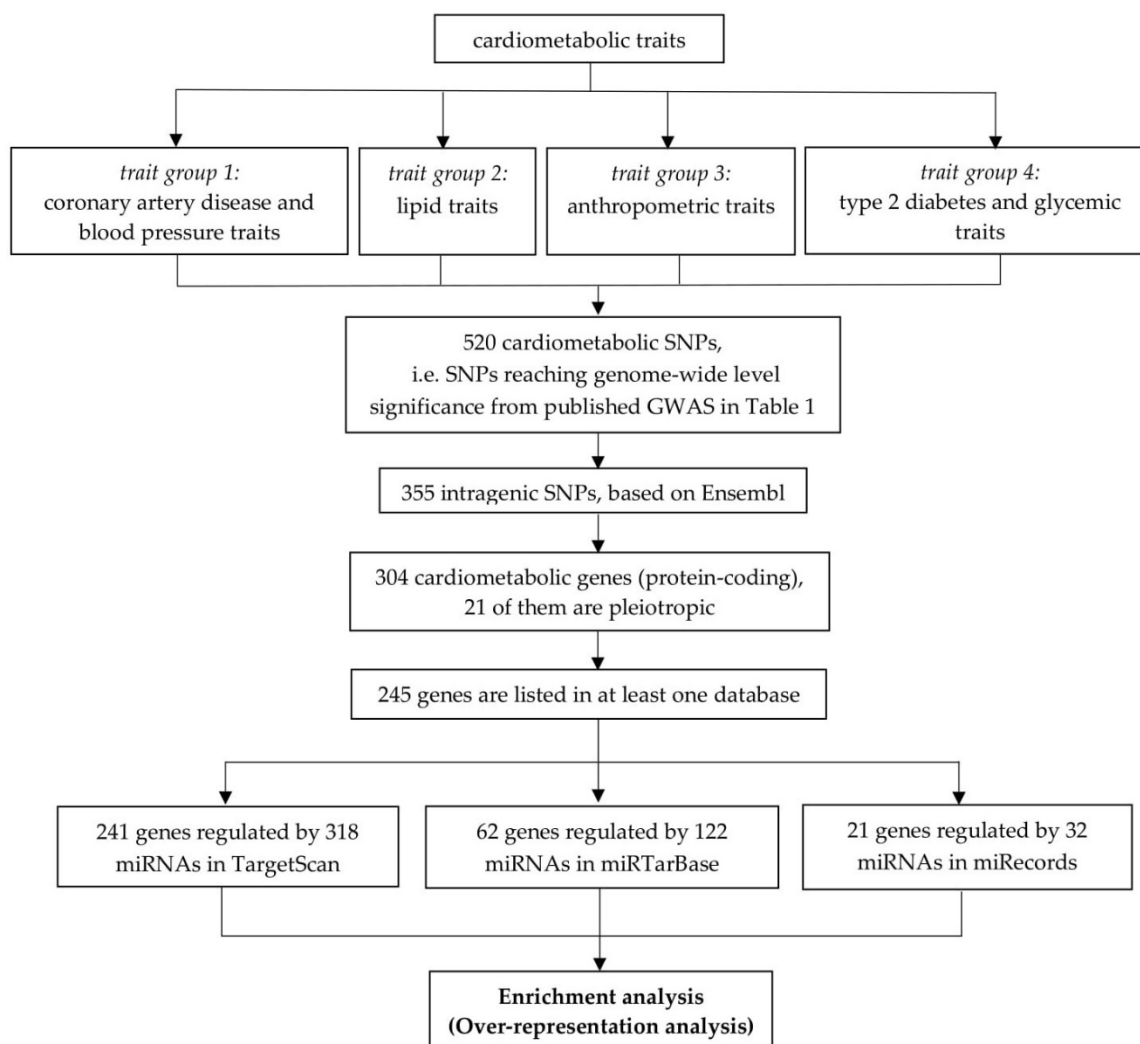 cardiometabolic traits
trait group 1:
coronary artery disease and
blood pressure traits
trait group 2:
lipid traits
trait group 3:
anthropometric traits
trait group 4:
type 2 diabetes and glycemic
traits
520 cardiometabolic SNPs,
i.e. SNPs reaching genome-wide level
significance from published GWAS in Table 1
355 intragenic SNPs, based on Ensembl
304 cardiometabolic genes (protein-coding),
21 of them are pleiotropic
245 genes are listed in at least one database
241 genes regulated by 318
miRNAs in TargetScan
62 genes regulated by 122
miRNAs in miRTarBase
21 genes regulated by 32
miRNAs in miRecords
Enrichment analysis
(Over-representation analysis)